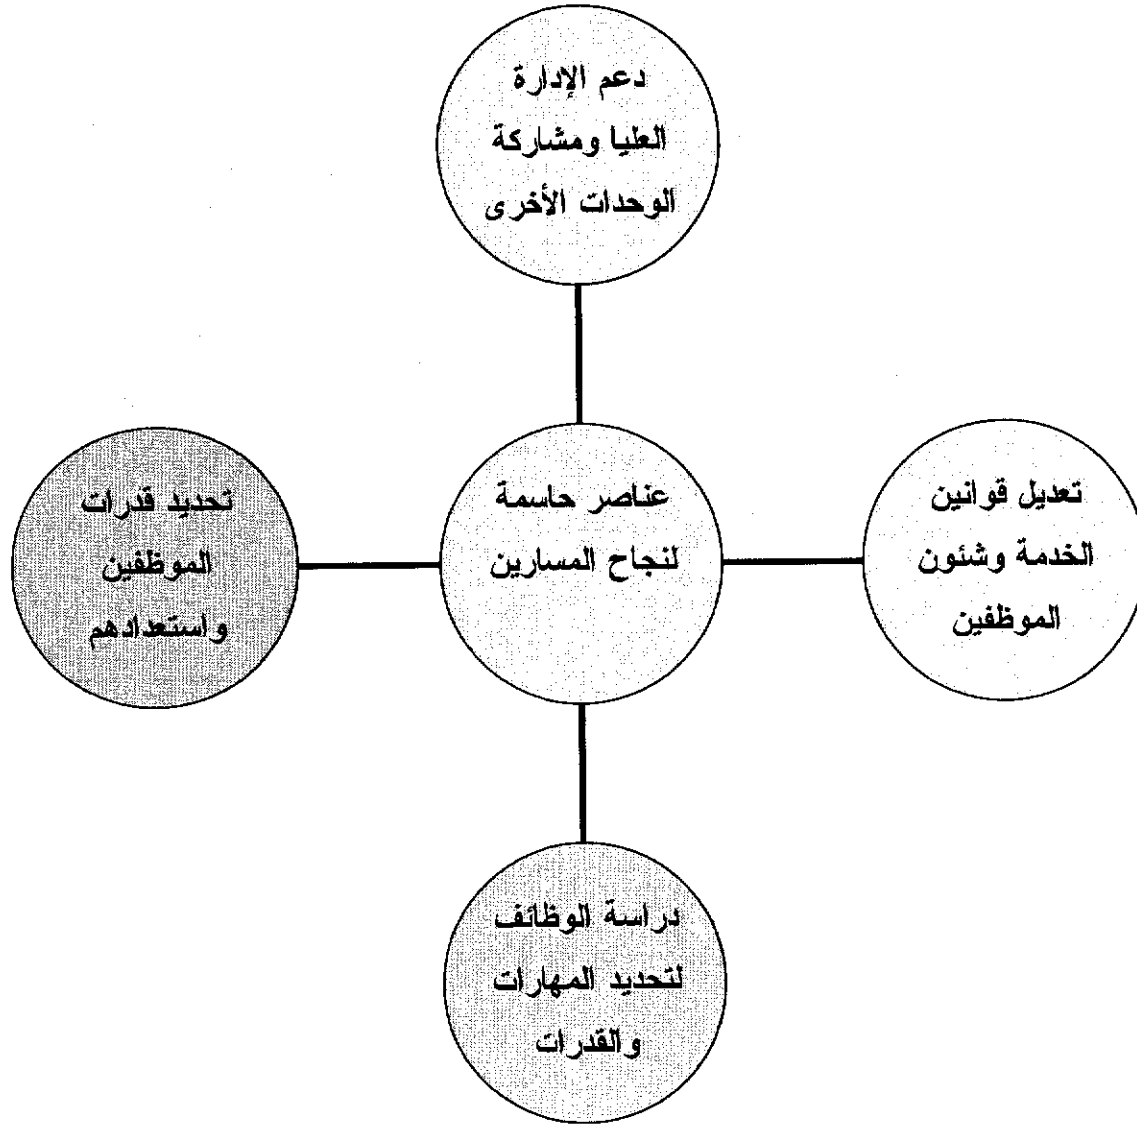 دعم الإدارة
العليا ومشاركة
الوحدات الأخرى
تعديل قوانين
الخدمة وشئون
الموظفين
عناصر حاسمة
لنجاح المسارين
تحديد قدرات
الموظفين
واستعدادهم
دراسة الوظائف
لتحديد المهارات
والقدرات